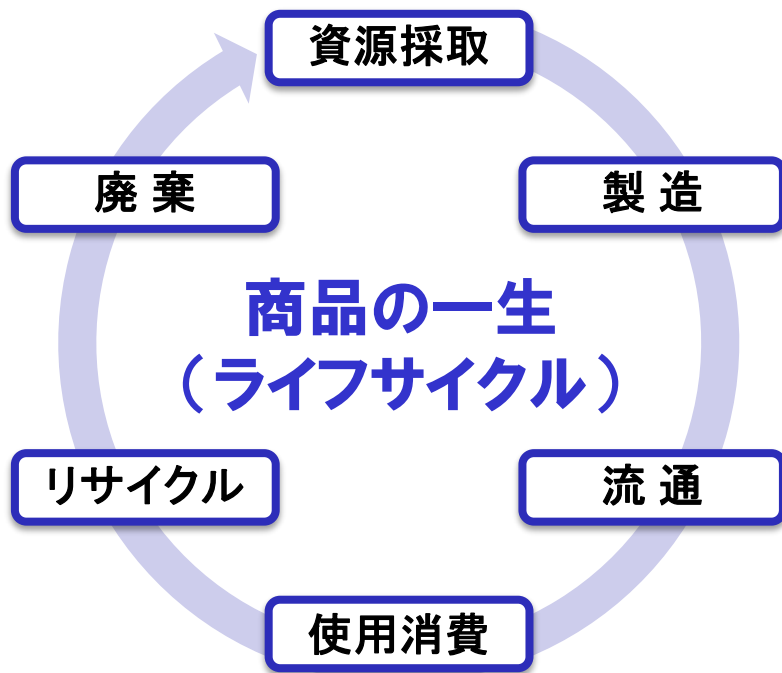 資源採取
製 造
流 通
使用消費
リサイクル
廃 棄
商品の一生
（ライフサイクル）